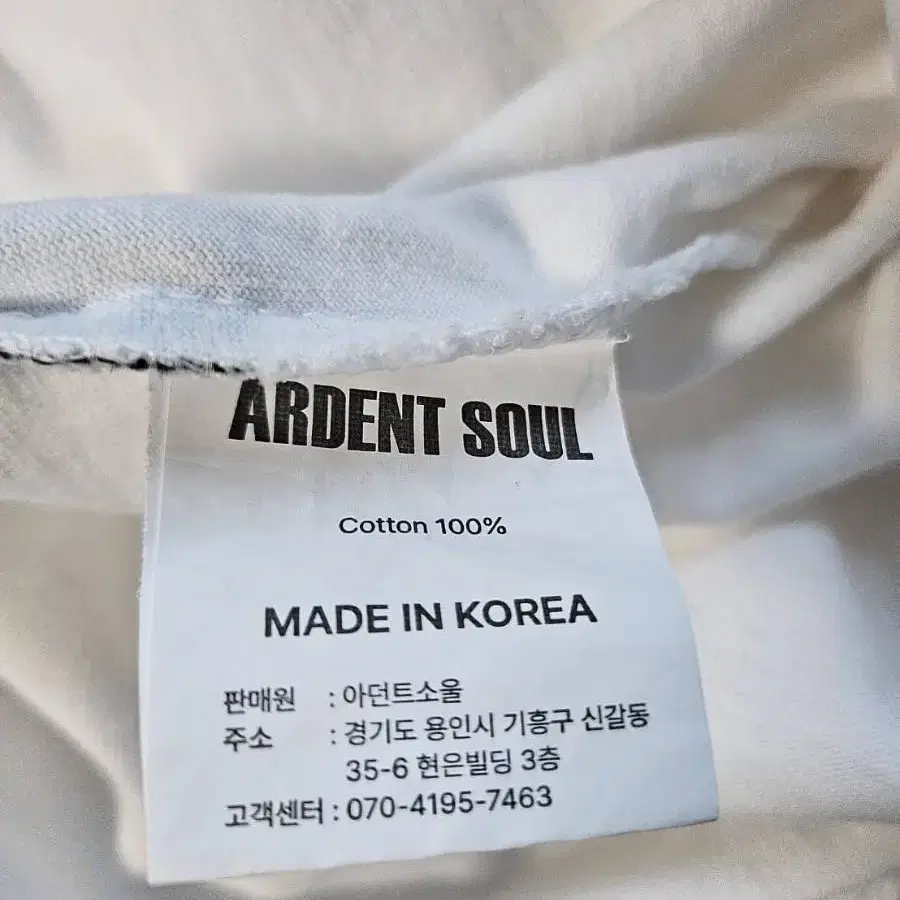 ARDENT SOUL
Cotton 100%
MADE IN KOREA
판매원 : 아던트소울
주소 : 경기도 용인시 기흥구 신갈동
35-6 현은빌딩 3층
고객센터 : 070-4195-7463